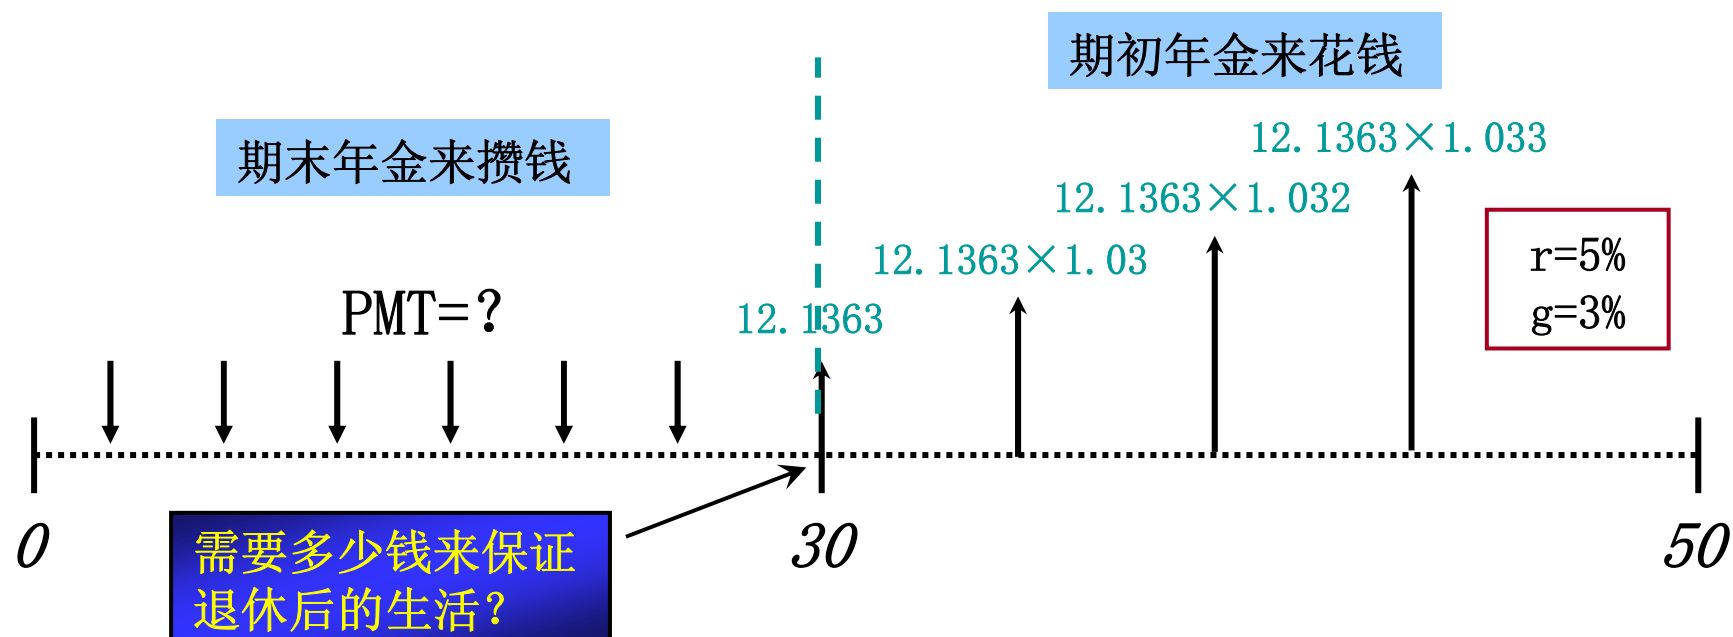 期初年金来花钱
期末年金来攒钱
12.1363×1.033
12.1363×1.032
12.1363×1.03
12.1363
r=5%
g=3%
PMT=?
0
30
50
需要多少钱来保证
退休后的生活?